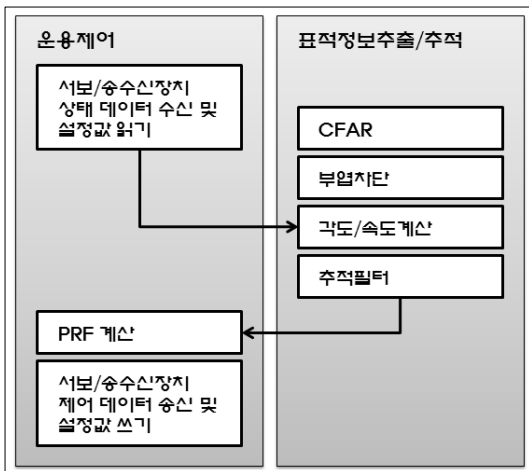 운용제어
서보/송수신장치
상태 데이터 수신 및
설정값 읽기
PRF 계산
서보/송수신장치
제어 데이터 송신 및
설정값 쓰기
표적정보추출/추적
CFAR
부엽차단
각도/속도계산
추적필터